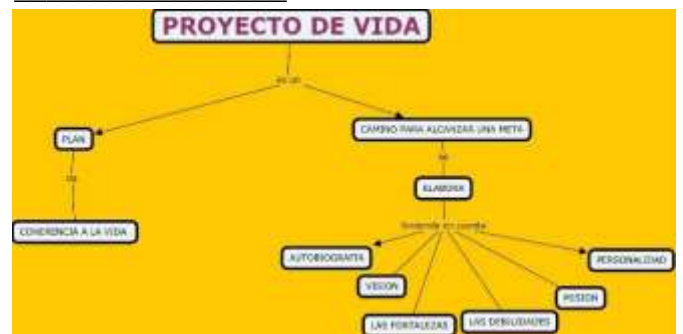 PROYECTO DE VIDA
es un
PLAN
CAMINO PARA ALCANZAR UNA META
da
se
ELABORA
COHERENCIA A LA VIDA
teniendo en cuenta
AUTOBIOGRAFIA
PERSONALIDAD
VISION
MISION
LAS FORTALEZAS
LAS DEBILIDADES